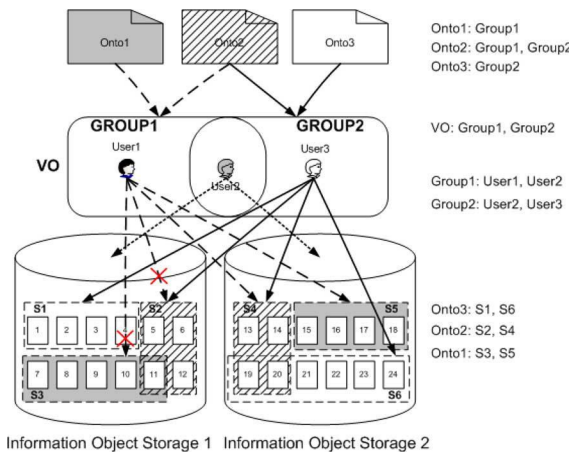 Onto1
Onto2
Onto3
Onto1: Group1
Onto2: Group1, Group2
Onto3: Group2
GROUP1
GROUP2
User1
User2
User3
VO
VO: Group1, Group2
Group1: User1, User2
Group2: User2, User3
S1
S2
S4
S5
1
2
3
5
6
13
14
15
16
17
18
7
8
9
10
11
12
19
20
21
22
23
24
S3
S6
Onto3: S1, S6
Onto2: S2, S4
Onto1: S3, S5
Information Object Storage 1
Information Object Storage 2